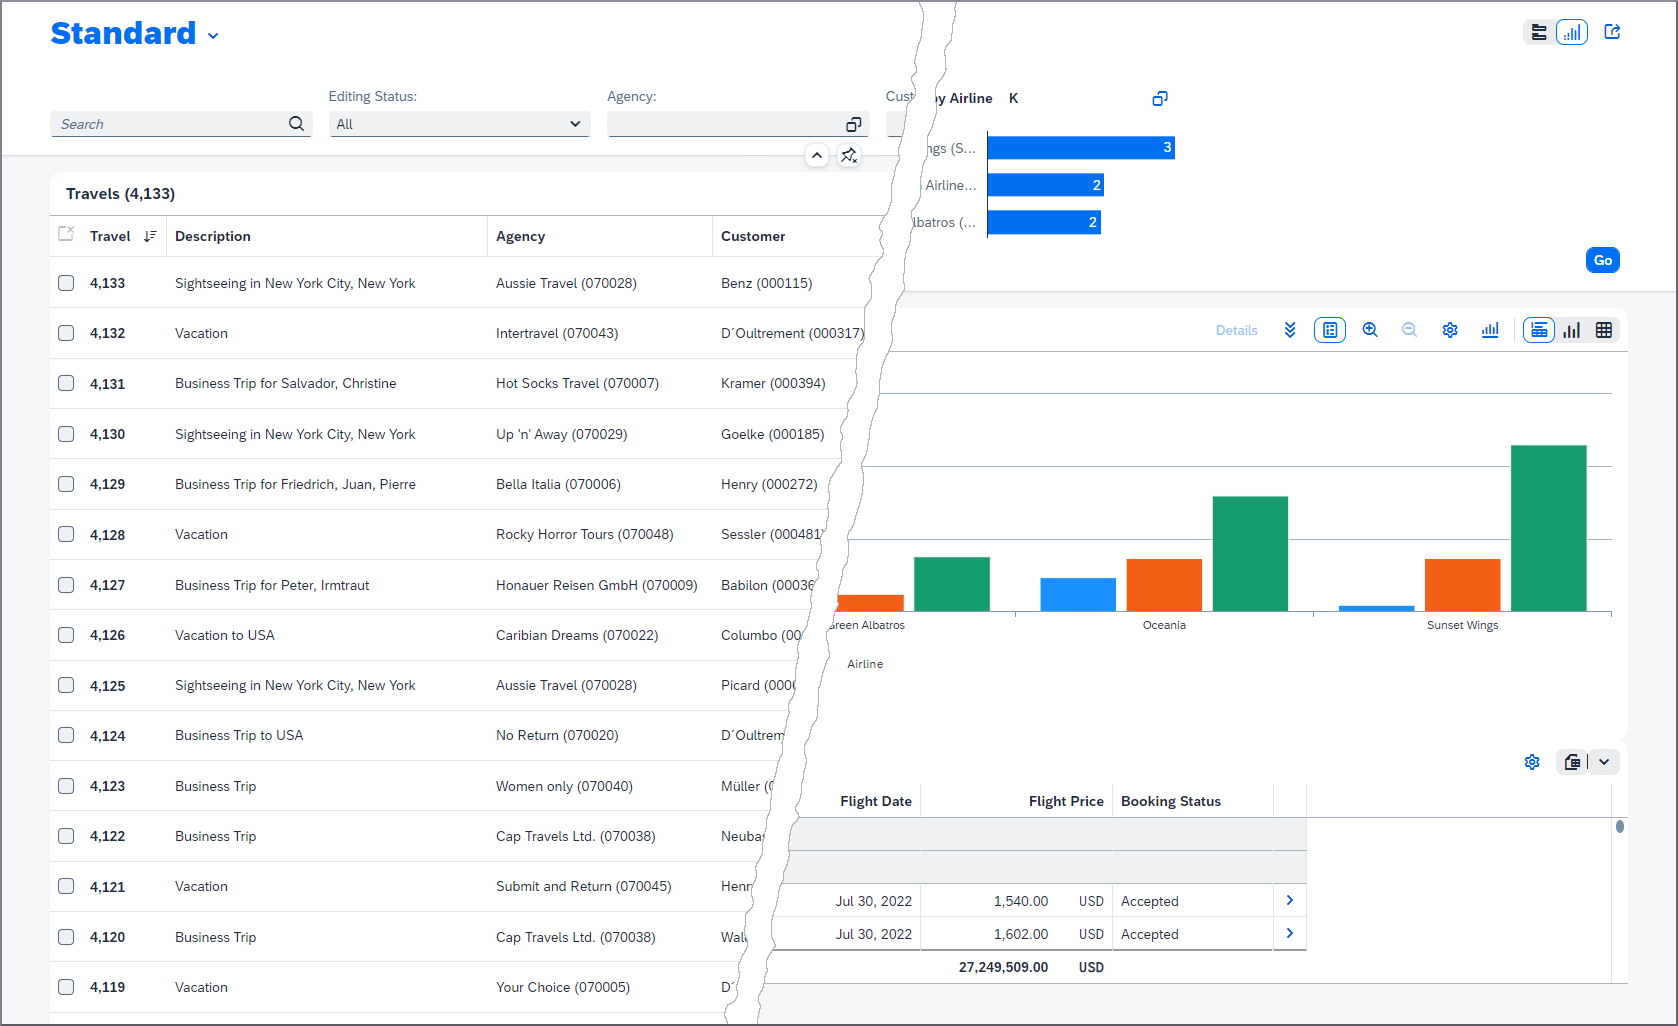 Standard
Editing Status:
Agency:
Search
All
Travels (4,133)
Travel Description Agency Customer
4,133 Sightseeing in New York City, New York Aussie Travel (070028) Benz (000115)
4,132 Vacation Intertravel (070043) D´Oultrement (000317)
4,131 Business Trip for Salvador, Christine Hot Socks Travel (070007) Kramer (000394)
4,130 Sightseeing in New York City, New York Up 'n' Away (070029) Goelke (000185)
4,129 Business Trip for Friedrich, Juan, Pierre Bella Italia (070006) Henry (000272)
4,128 Vacation Rocky Horror Tours (070048) Sessler (000481)
4,127 Business Trip for Peter, Irmtraut Honauer Reisen GmbH (070009) Babilon (00036
4,126 Vacation to USA Caribian Dreams (070022) Columbo (00
4,125 Sightseeing in New York City, New York Aussie Travel (070028) Picard (000
4,124 Business Trip to USA No Return (070020) D´Oultrem
4,123 Business Trip Women only (070040) Müller (
4,122 Business Trip Cap Travels Ltd. (070038) Neuba
4,121 Vacation Submit and Return (070045) Henr
4,120 Business Trip Cap Travels Ltd. (070038) Wal
4,119 Vacation Your Choice (070005) D´
Cust
by Airline K
ngs (S... 3
Airline... 2
lbatros (... 2
Go
Details
reen Albatros Oceania Sunset Wings
Airline
Flight Date Flight Price Booking Status
Jul 30, 2022 1,540.00 USD Accepted
Jul 30, 2022 1,602.00 USD Accepted
27,249,509.00 USD